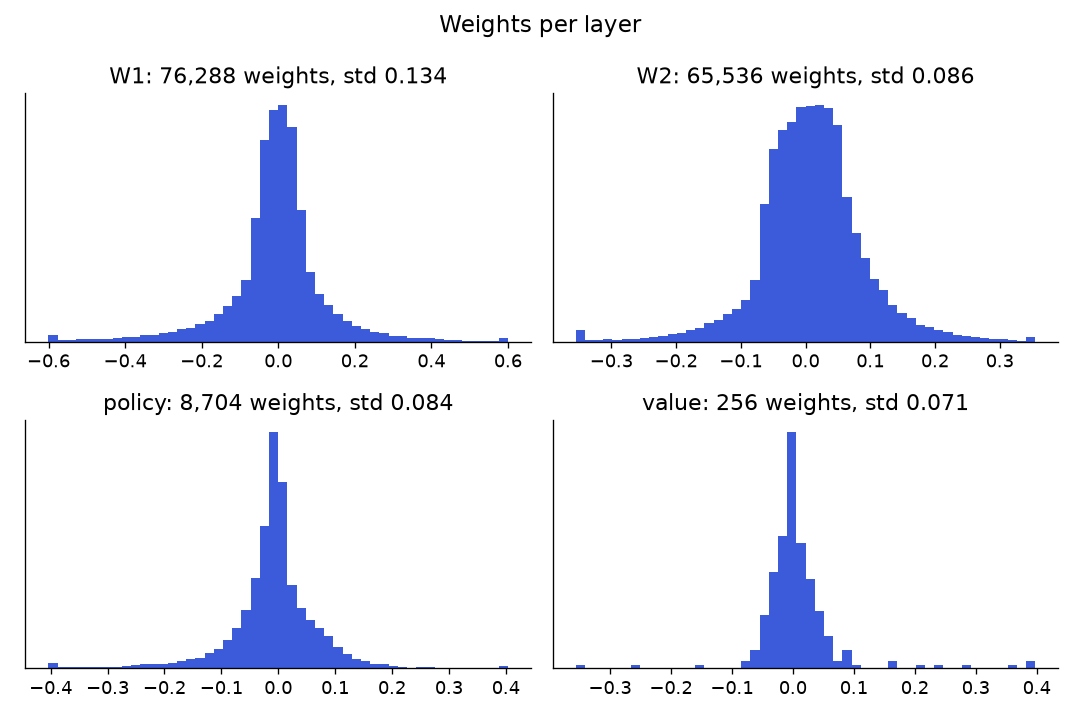 Weights per layer
W1: 76,288 weights, std 0.134
W2: 65,536 weights, std 0.086
−0.6 −0.4 −0.2 0.0 0.2 0.4 0.6
−0.3 −0.2 −0.1 0.0 0.1 0.2 0.3
policy: 8,704 weights, std 0.084
value: 256 weights, std 0.071
−0.4 −0.3 −0.2 −0.1 0.0 0.1 0.2 0.3 0.4
−0.3 −0.2 −0.1 0.0 0.1 0.2 0.3 0.4